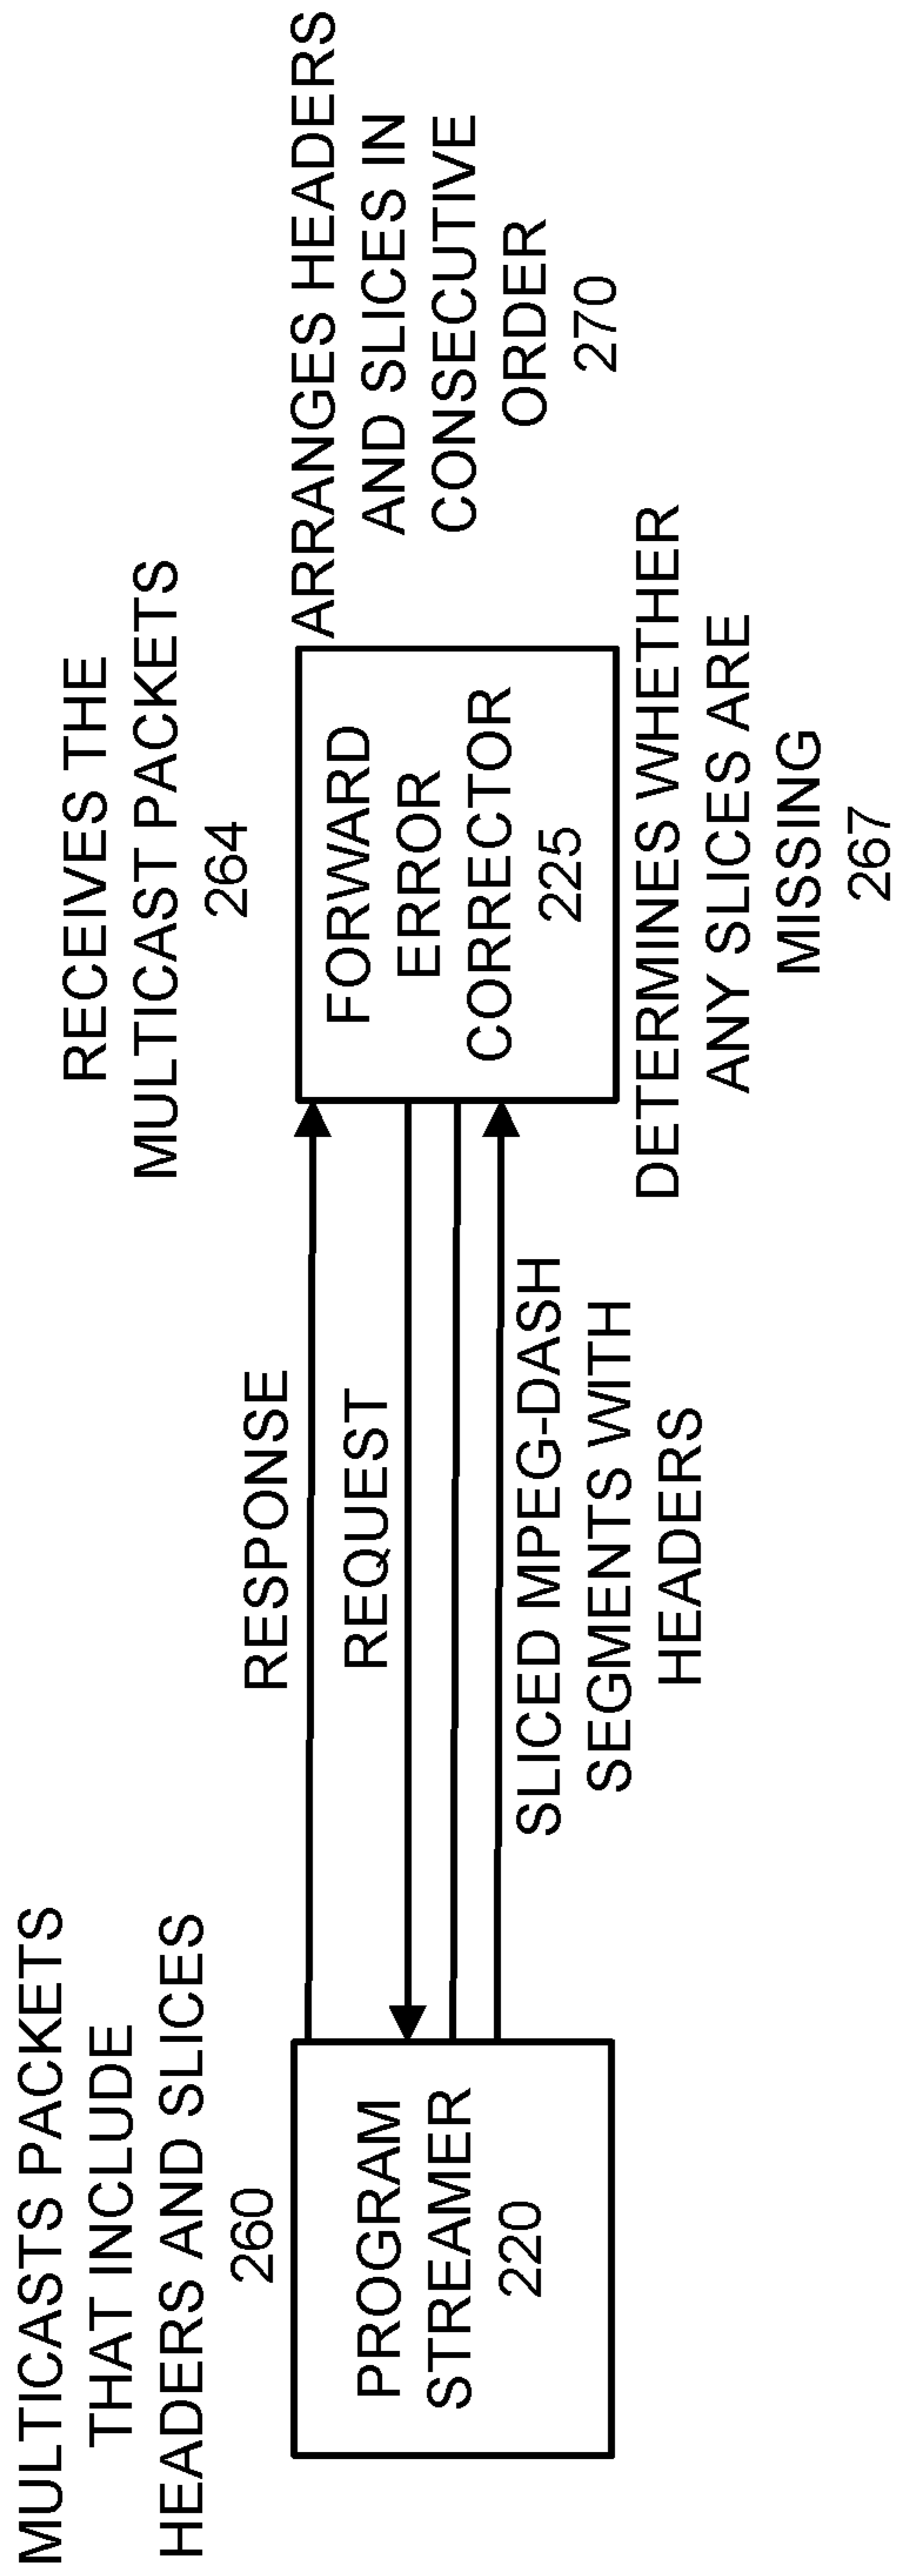 MULTICASTS PACKETS
THAT INCLUDE
HEADERS AND SLICES
260
PROGRAM
STREAMER
220
RESPONSE
REQUEST
SLICED MPEG-DASH
SEGMENTS WITH
HEADERS
RECEIVES THE
MULTICAST PACKETS
264
FORWARD
ERROR
CORRECTOR
225
DETERMINES WHETHER
ANY SLICES ARE
MISSING
267
ARRANGES HEADERS
AND SLICES IN
CONSECUTIVE
ORDER
270